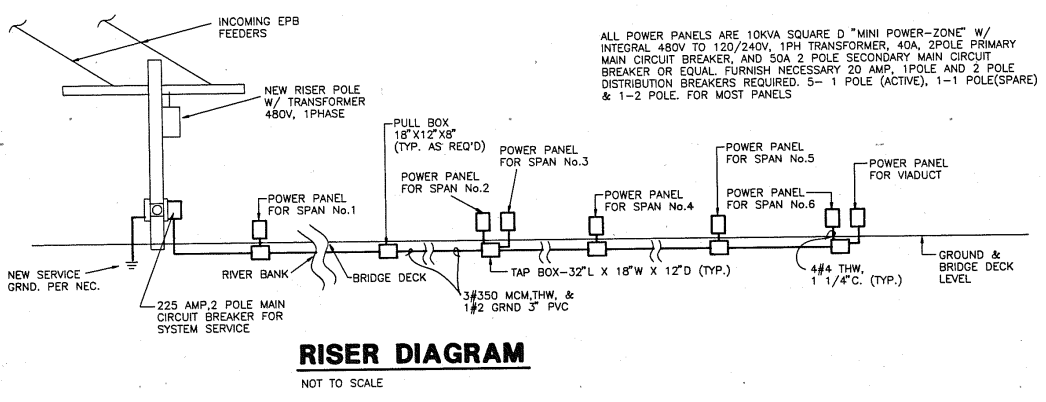 INCOMING EPB
FEEDERS
ALL POWER PANELS ARE 10KVA SQUARE D "MINI POWER-ZONE" W/
INTEGRAL 480V TO 120/240V, 1PH TRANSFORMER, 40A, 2POLE PRIMARY
MAIN CIRCUIT BREAKER, AND 50A 2 POLE SECONDARY MAIN CIRCUIT
BREAKER OR EQUAL. FURNISH NECESSARY 20 AMP, 1POLE AND 2 POLE
DISTRIBUTION BREAKERS REQUIRED. 5- 1 POLE (ACTIVE), 1-1 POLE(SPARE)
& 1-2 POLE. FOR MOST PANELS
NEW RISER POLE
W/ TRANSFORMER
480V, 1PHASE
PULL BOX
18"X12"X8"
(TYP. AS REQ'D)
POWER PANEL
FOR SPAN No.3
POWER PANEL
FOR SPAN No.2
POWER PANEL
FOR SPAN No.5
POWER PANEL
FOR VIADUCT
POWER PANEL
FOR SPAN No.1
POWER PANEL
FOR SPAN No.4
POWER PANEL
FOR SPAN No.6
NEW SERVICE
GRND. PER NEC.
RIVER BANK
BRIDGE DECK
TAP BOX-32"L X 18"W X 12"D (TYP.)
4#4 THW,
1 1/4"C. (TYP.)
GROUND &
BRIDGE DECK
LEVEL
225 AMP,2 POLE MAIN
CIRCUIT BREAKER FOR
SYSTEM SERVICE
3#350 MCM,THW, &
1#2 GRND 3" PVC
RISER DIAGRAM
NOT TO SCALE